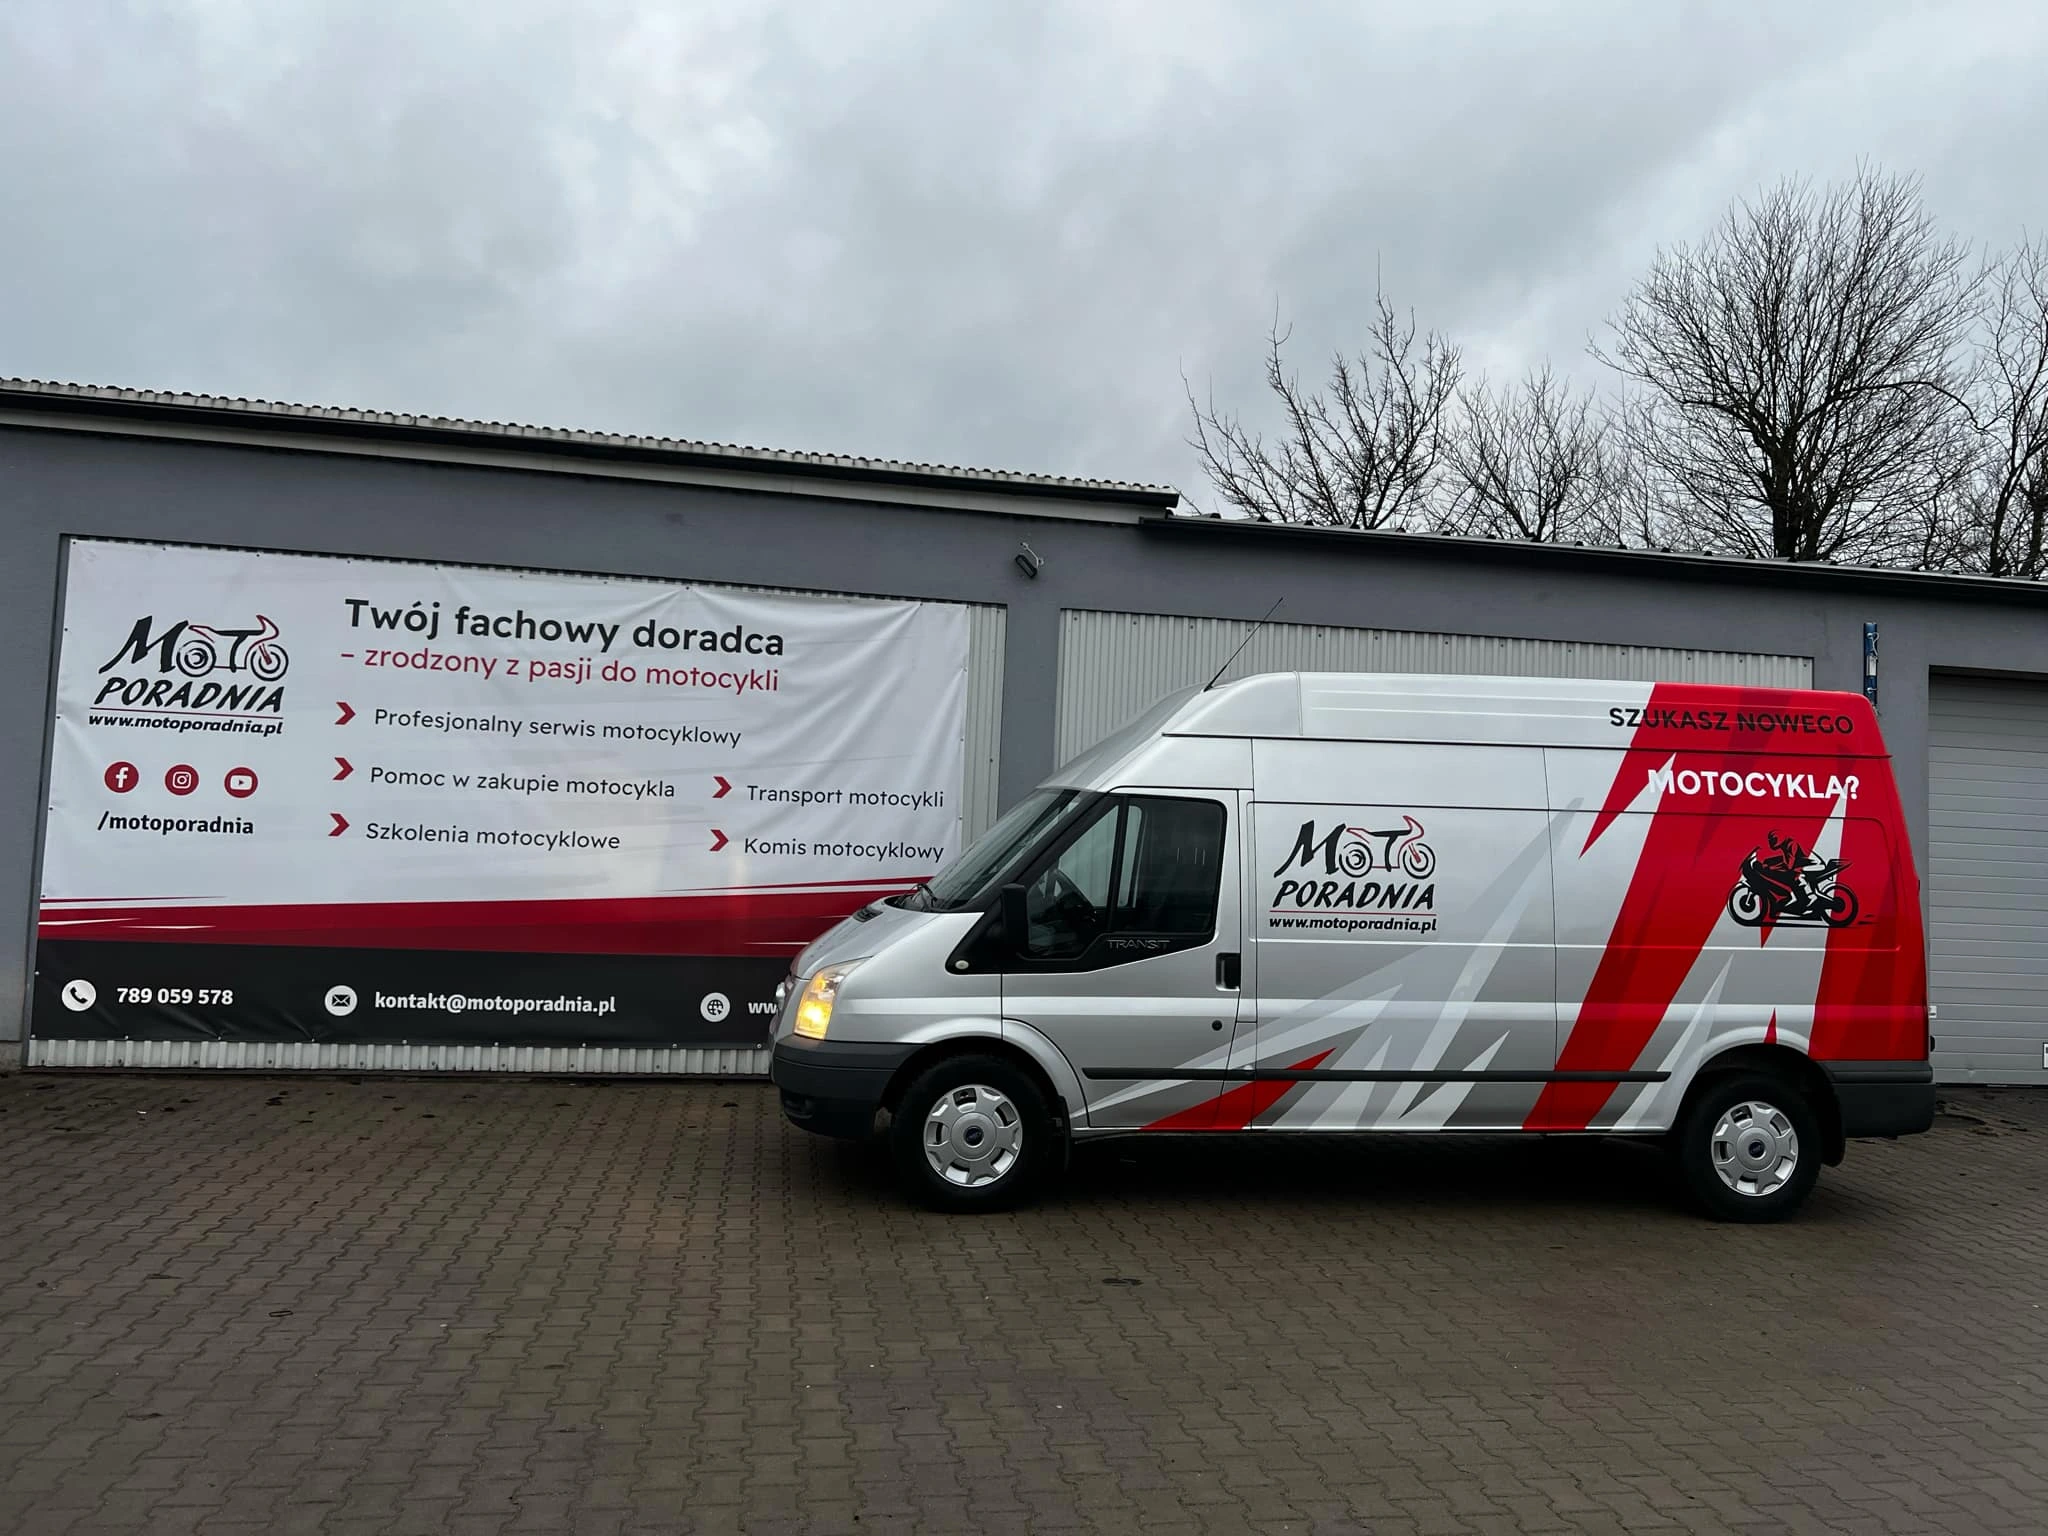 MOTO
PORADNIA
www.motoporadnia.pl
/motoporadnia
Twój fachowy doradca
– zrodzony z pasji do motocykli
Profesjonalny serwis motocyklowy
Pomoc w zakupie motocykla
Szkolenia motocyklowe
Transport motocykli
Komis motocyklowy
789 059 578
kontakt@motoporadnia.pl
SZUKASZ NOWEGO
MOTOCYKLA?
MOTO
PORADNIA
www.motoporadnia.pl
TRANSIT